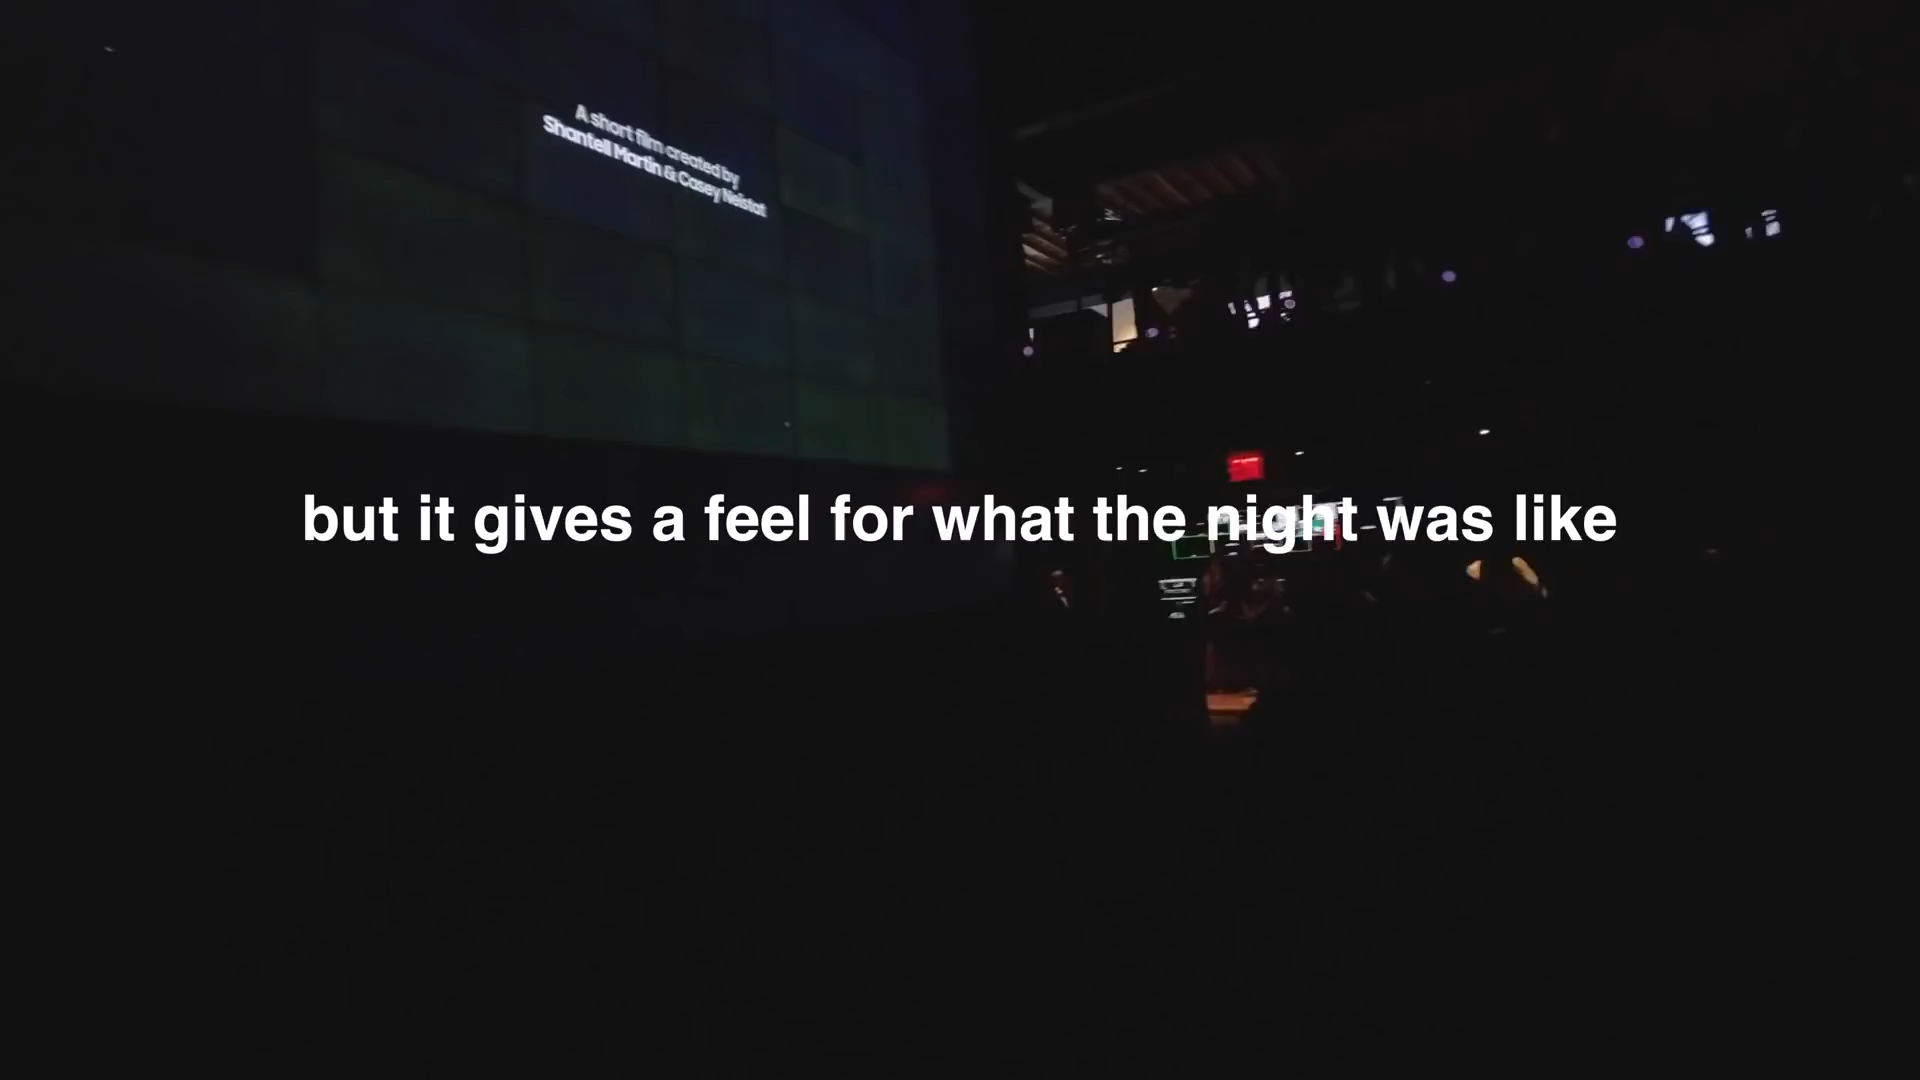 A short film created by
Shantell Martin & Casey Neistat
but it gives a feel for what the night was like